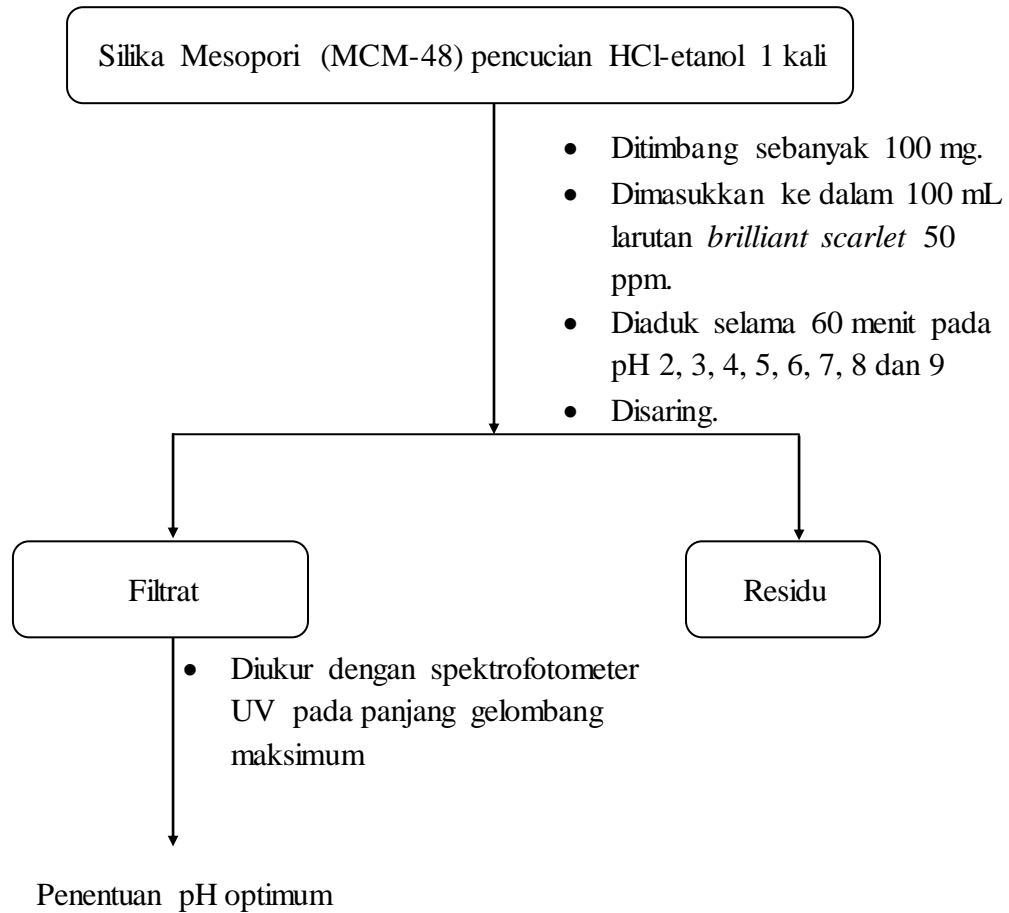 Silika Mesopori (MCM-48) pencucian HCl-etanol 1 kali
• Ditimbang sebanyak 100 mg.
• Dimasukkan ke dalam 100 mL
larutan brilliant scarlet 50
ppm.
• Diaduk selama 60 menit pada
pH 2, 3, 4, 5, 6, 7, 8 dan 9
• Disaring.
Filtrat
Residu
• Diukur dengan spektrofotometer
UV pada panjang gelombang
maksimum
Penentuan pH optimum